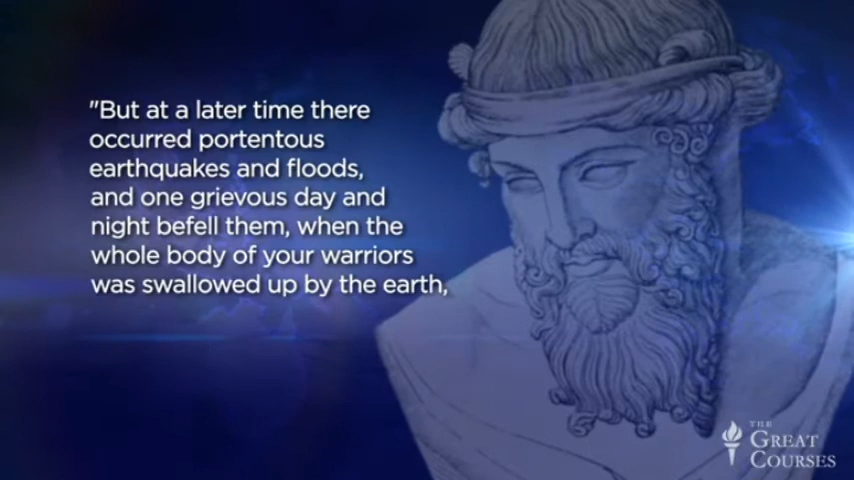 "But at a later time there
occurred portentous
earthquakes and floods,
and one grievous day and
night befell them, when the
whole body of your warriors
was swallowed up by the earth,
THE
GREAT
COURSES